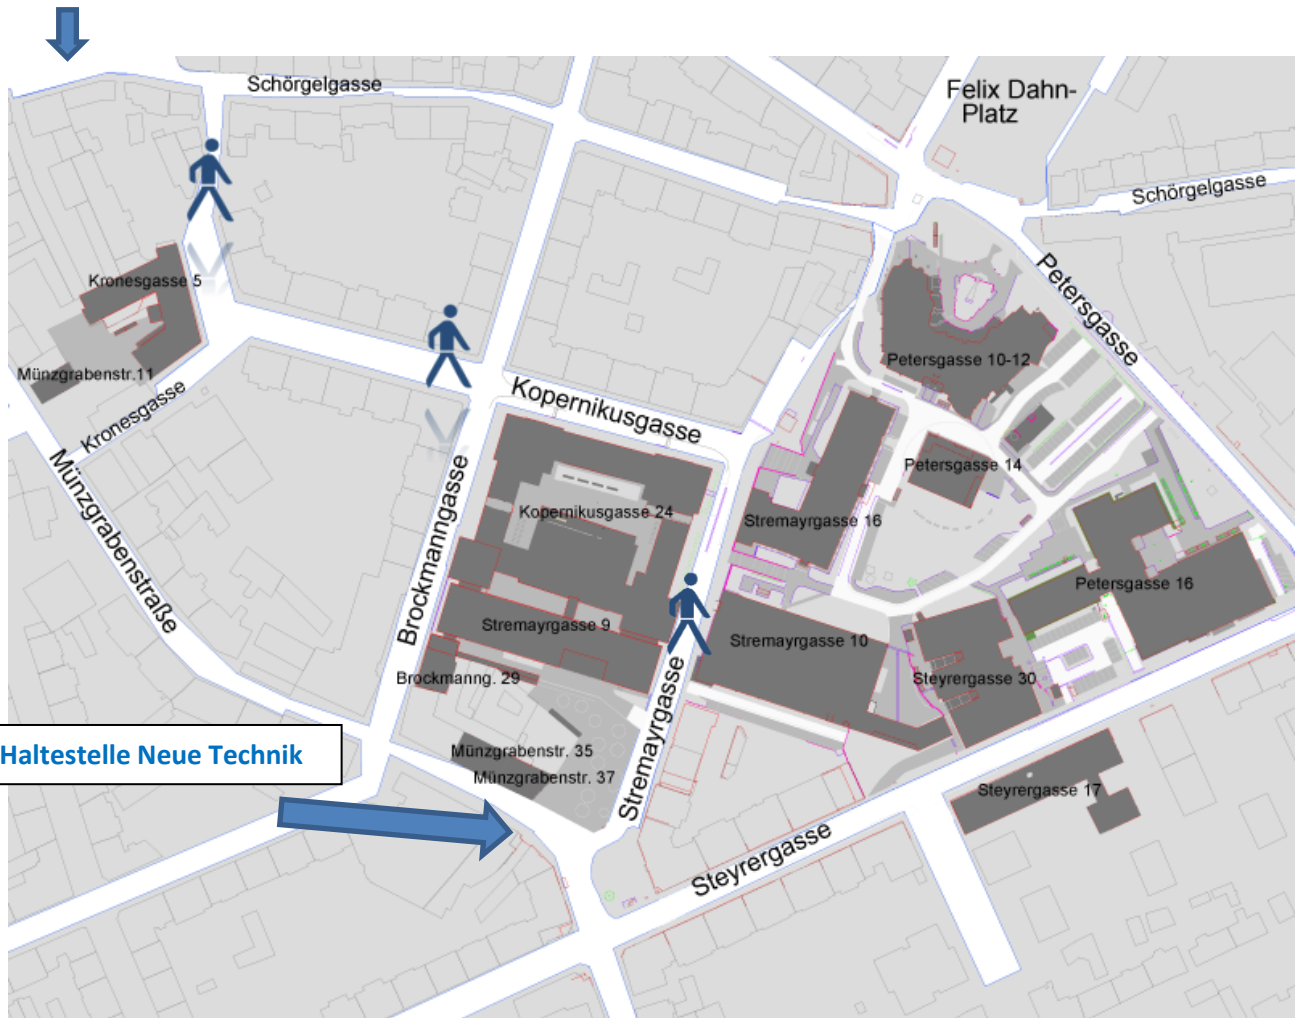 Schörgelgasse
Felix Dahn-
Platz
Schörgelgasse
Kronesgasse 5
Petersgasse
Petersgasse 10-12
Münzgrabenstr.11
Kronesgasse
Kopernikusgasse
Petersgasse 14
Münzgrabenstraße
Brockmanngasse
Kopernikusgasse 24
Stremayrgasse 16
Petersgasse 16
Stremayrgasse 9
Stremayrgasse 10
Brockmanng. 29
Steyrergasse 30
Stremayrgasse
Haltestelle Neue Technik
Münzgrabenstr. 35
Münzgrabenstr. 37
Steyrergasse 17
Steyrergasse